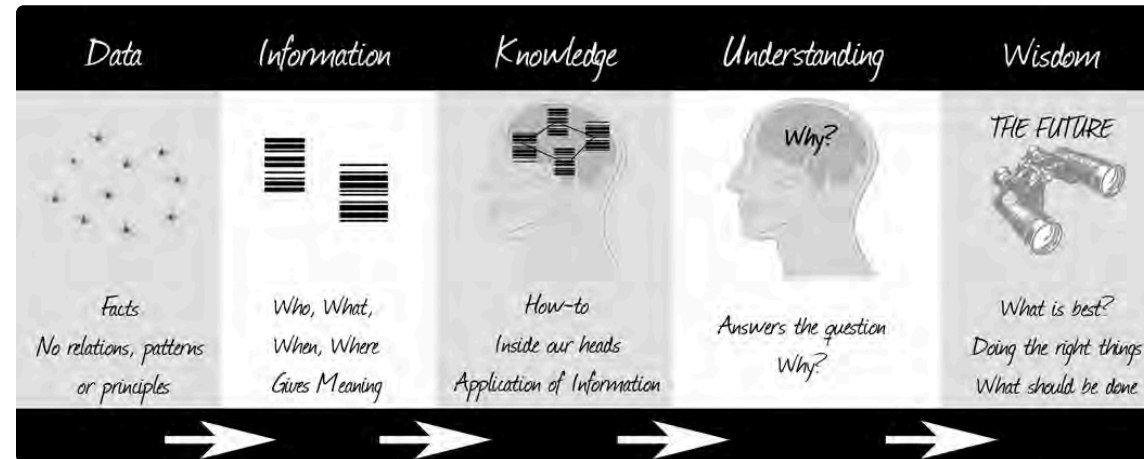 Data
Information
Knowledge
Understanding
Wisdom
Why?
THE FUTURE
Facts
No relations, patterns
or principles
Who, What,
When, Where
Gives Meaning
How-to
Inside our heads
Application of Information
Answers the question
Why?
What is best?
Doing the right things
What should be done